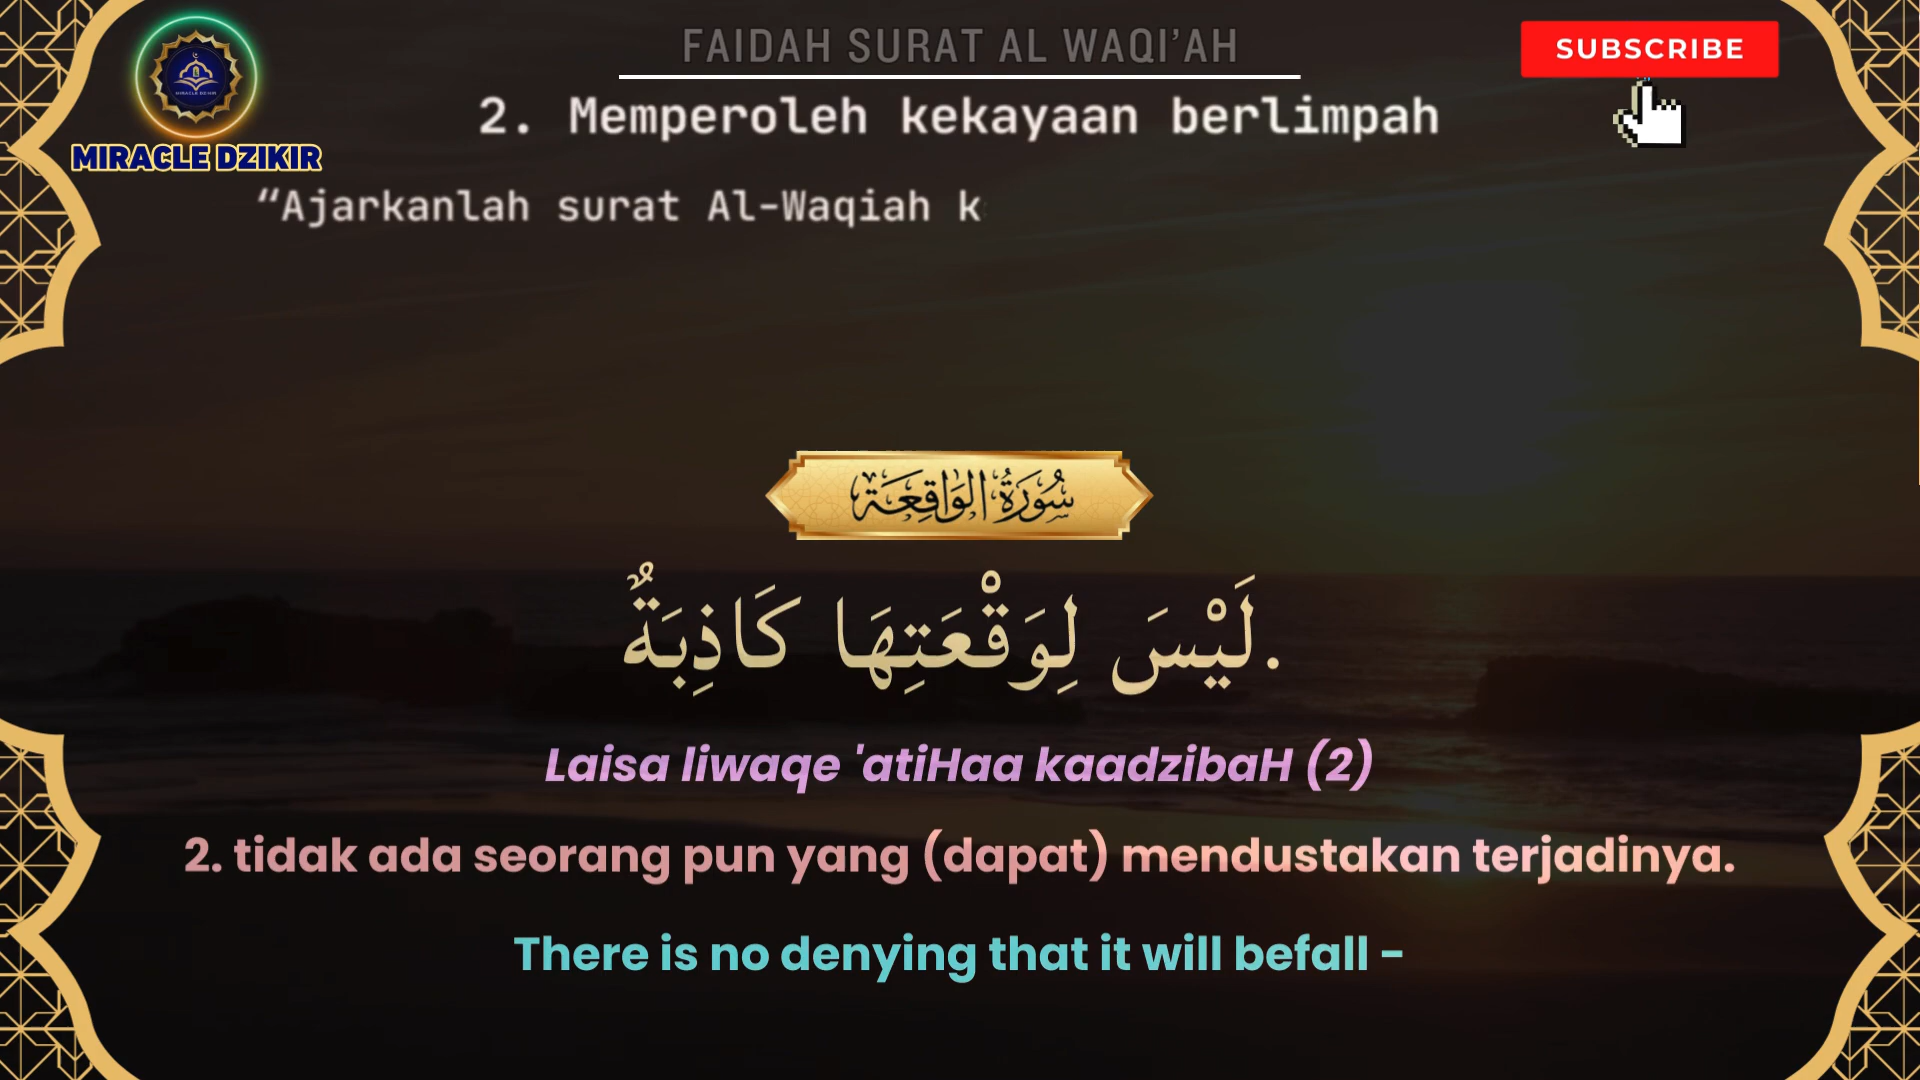 FAIDAH SURAT AL WAQI'AH
SUBSCRIBE
2. Memperoleh kekayaan berlimpah
MIRACLE DZIKIR
“Ajarkanlah surat Al-Waqiah k
سُورَةُ الوَاقِعَة
.لَيْسَ لِوَقْعَتِهَا كَاذِبَةٌ
Laisa liwaqe 'atiHaa kaadzibaH (2)
2. tidak ada seorang pun yang (dapat) mendustakan terjadinya.
There is no denying that it will befall -